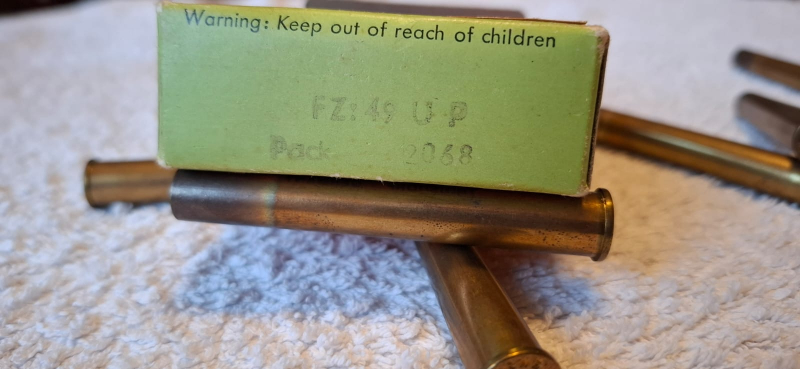 Warning: Keep out of reach of children
FZ: 49 U P
Pack. 2068